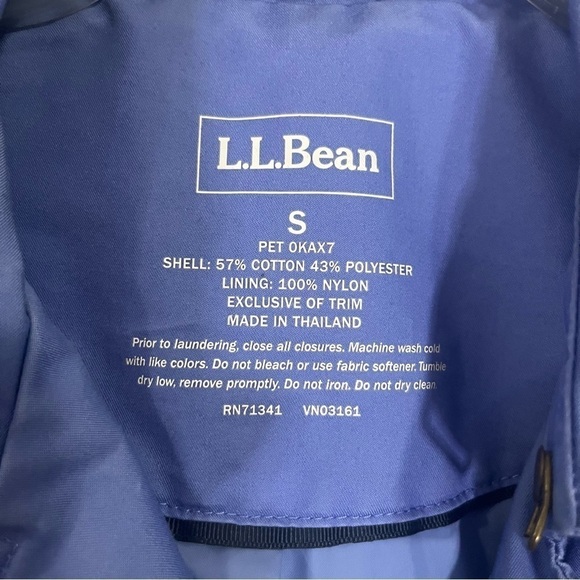 L.L.Bean
S
PET 0KAX7
SHELL: 57% COTTON 43% POLYESTER
LINING: 100% NYLON
EXCLUSIVE OF TRIM
MADE IN THAILAND
Prior to laundering, close all closures. Machine wash cold
with like colors. Do not bleach or use fabric softener. Tumble
dry low, remove promptly. Do not iron. Do not dry clean.
RN71341 VN03161